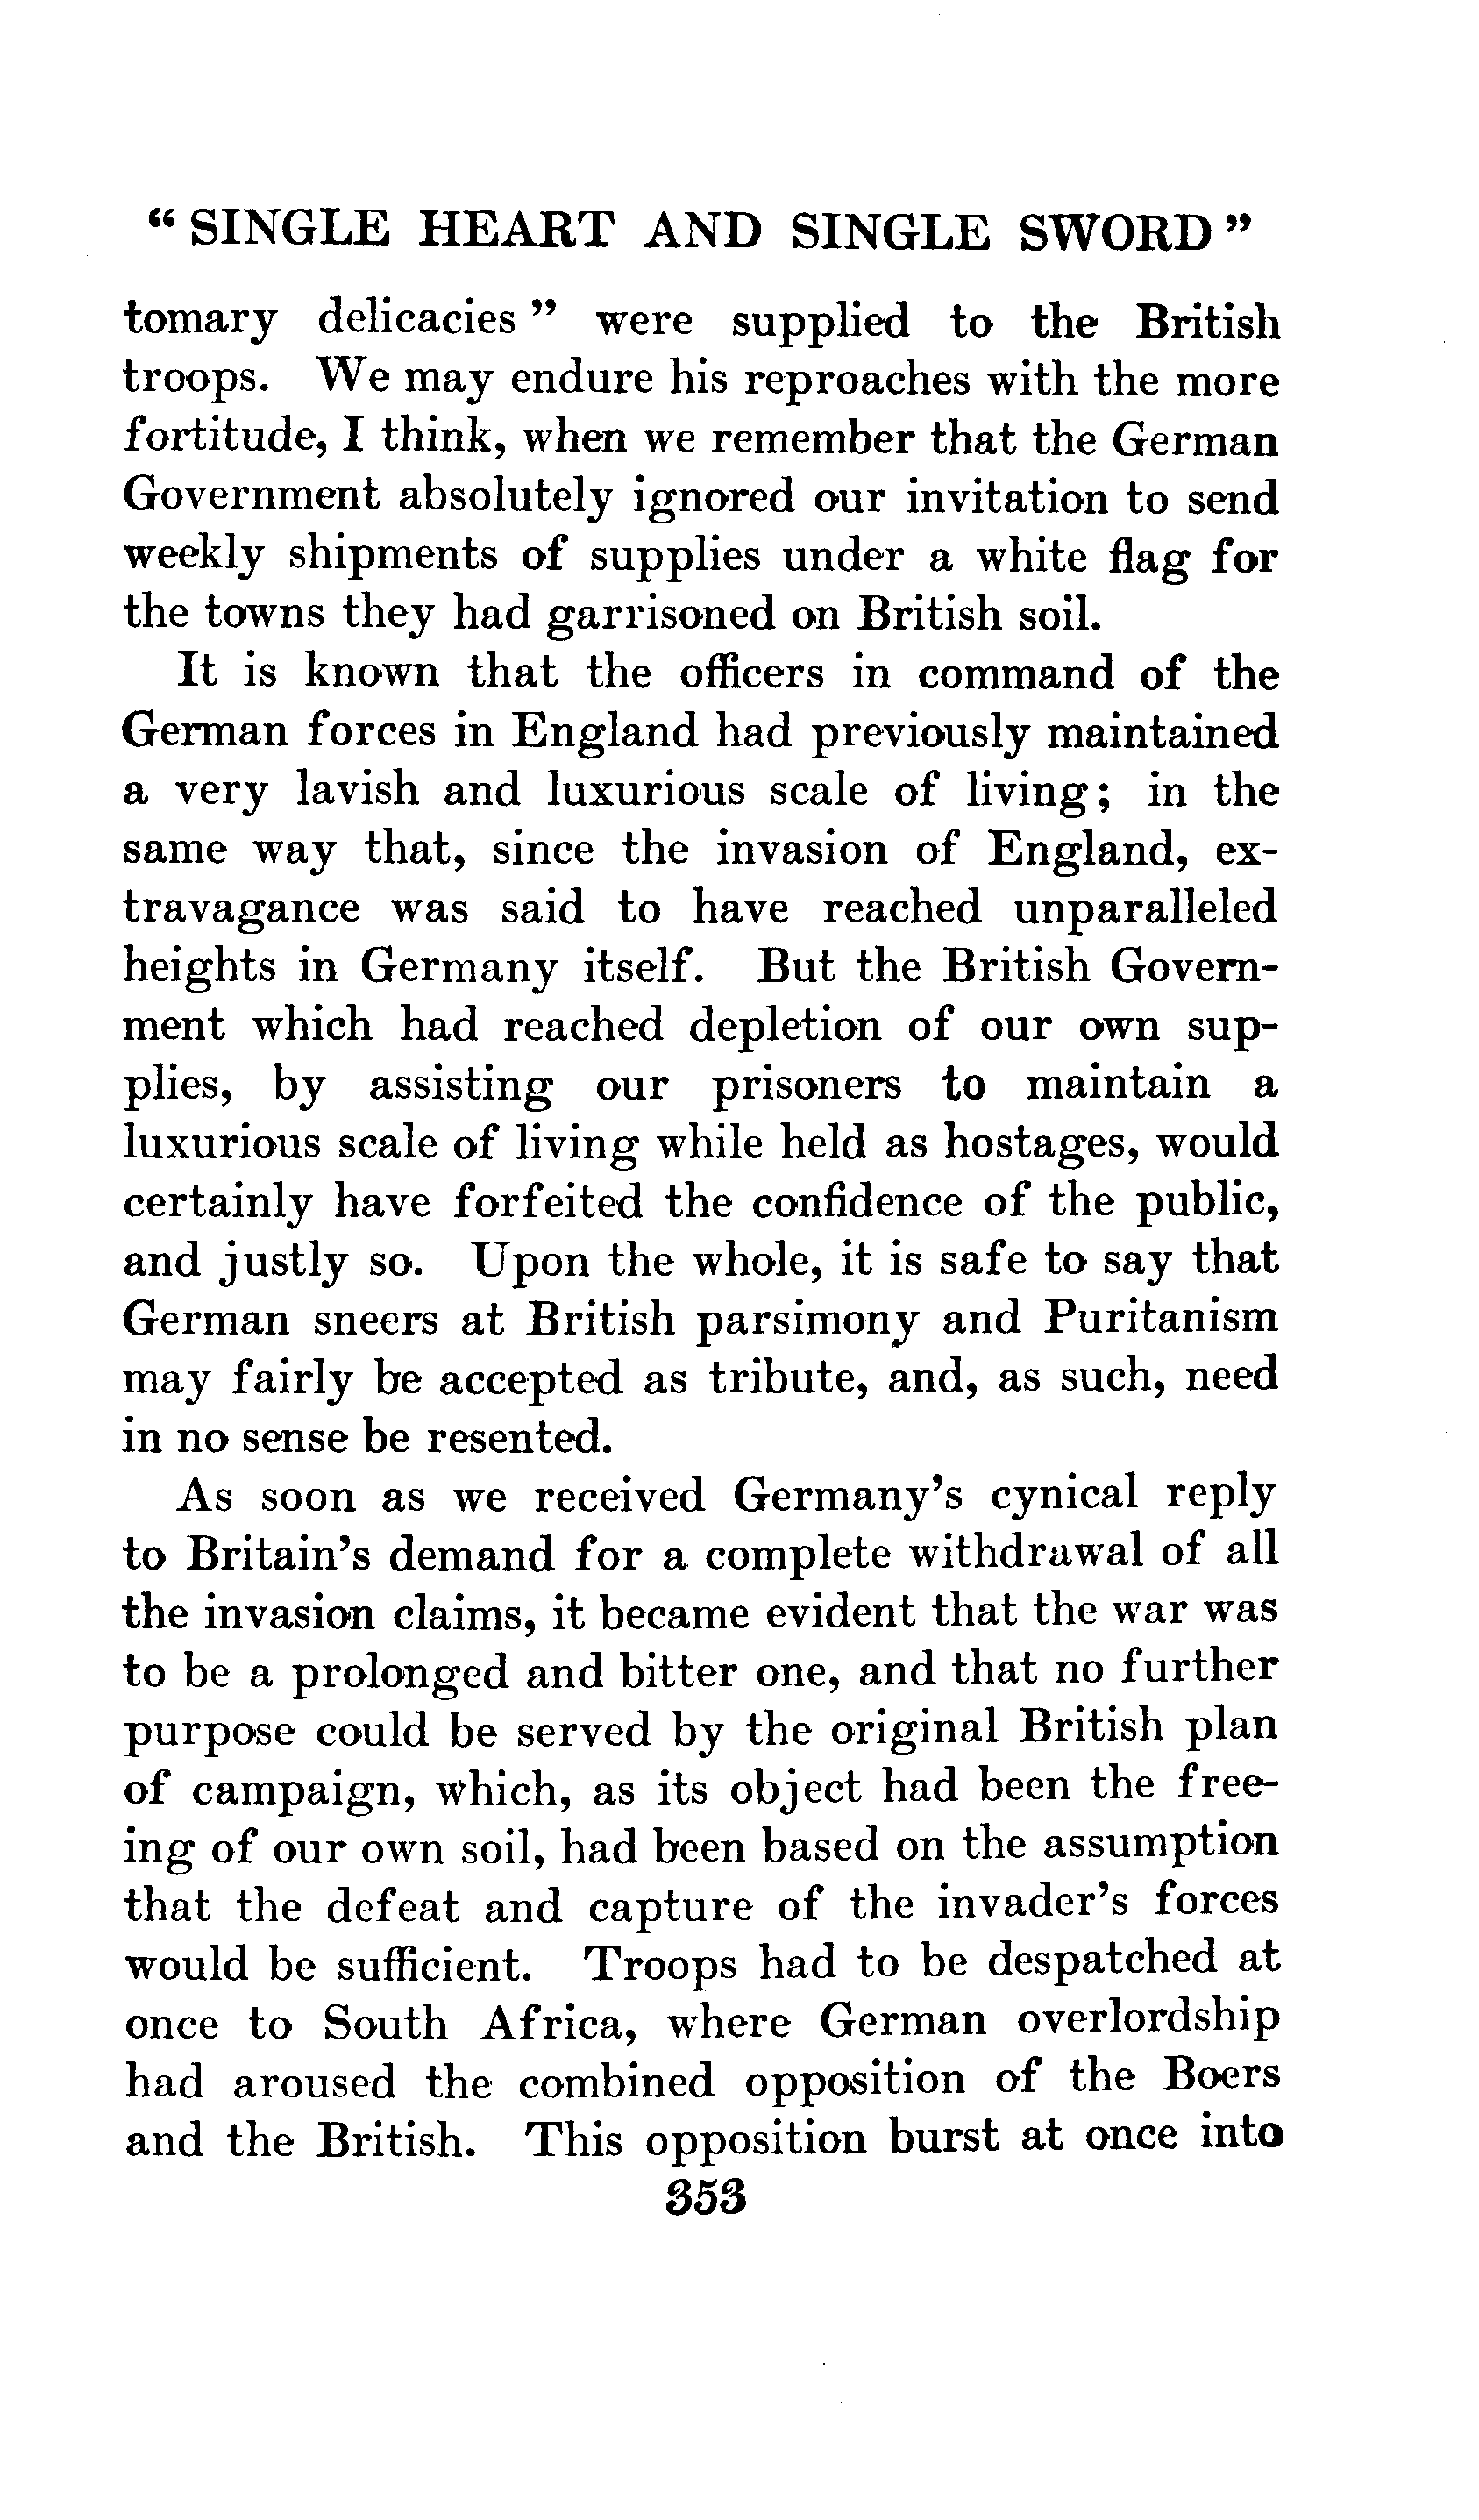 “ SINGLE HEART AND SINGLE SWORD ”
tomary delicacies ” were supplied to the British
troops. We may endure his reproaches with the more
fortitude, I think, when we remember that the German
Government absolutely ignored our invitation to send
weekly shipments of supplies under a white flag for
the towns they had garrisoned on British soil.
It is known that the officers in command of the
German forces in England had previously maintained
a very lavish and luxurious scale of living; in the
same way that, since the invasion of England, ex-
travagance was said to have reached unparalleled
heights in Germany itself. But the British Govern-
ment which had reached depletion of our own sup-
plies, by assisting our prisoners to maintain a
luxurious scale of living while held as hostages, would
certainly have forfeited the confidence of the public,
and justly so. Upon the whole, it is safe to say that
German sneers at British parsimony and Puritanism
may fairly be accepted as tribute, and, as such, need
in no sense be resented.
As soon as we received Germany’s cynical reply
to Britain’s demand for a complete withdrawal of all
the invasion claims, it became evident that the war was
to be a prolonged and bitter one, and that no further
purpose could be served by the original British plan
of campaign, which, as its object had been the free-
ing of our own soil, had been based on the assumption
that the defeat and capture of the invader’s forces
would be sufficient. Troops had to be despatched at
once to South Africa, where German overlordship
had aroused the combined opposition of the Boers
and the British. This opposition burst at once into
353